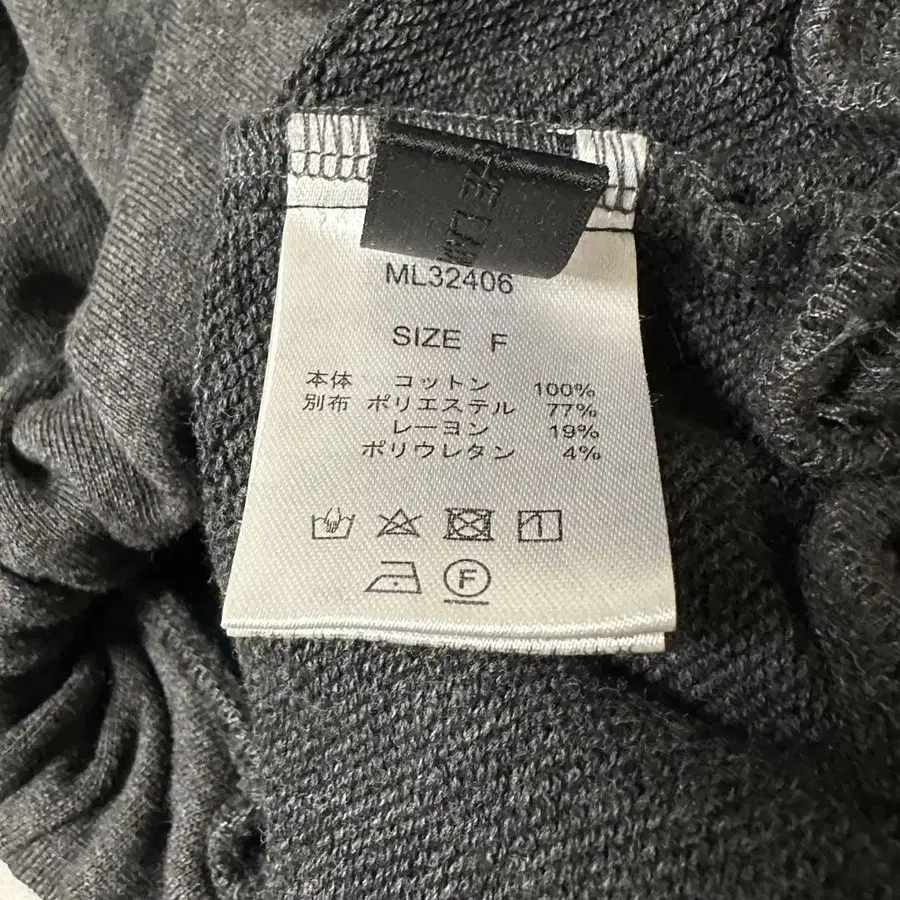 ML32406
SIZE F
本体 コットン 100%
別布 ポリエステル 77%
レーヨン 19%
ポリウレタン 4%
F